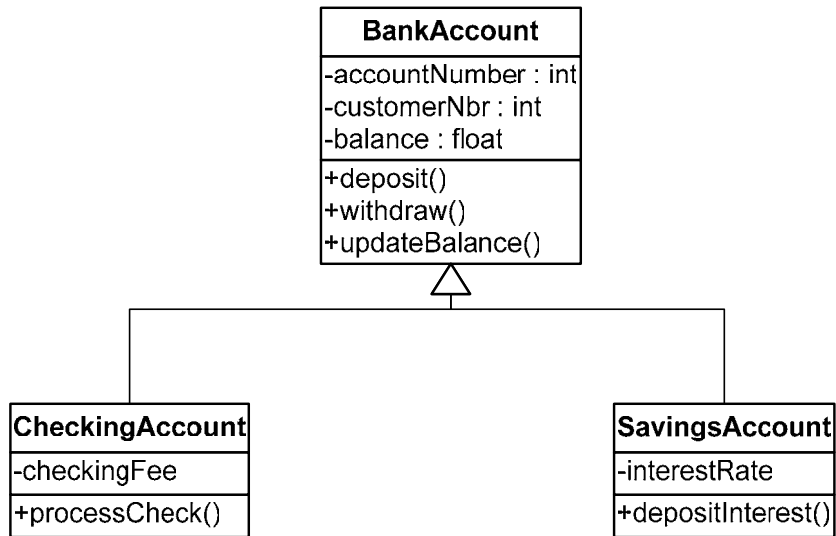 BankAccount
-accountNumber : int
-customerNbr : int
-balance : float
+deposit()
+withdraw()
+updateBalance()
CheckingAccount
-checkingFee
+processCheck()
SavingsAccount
-interestRate
+depositInterest()